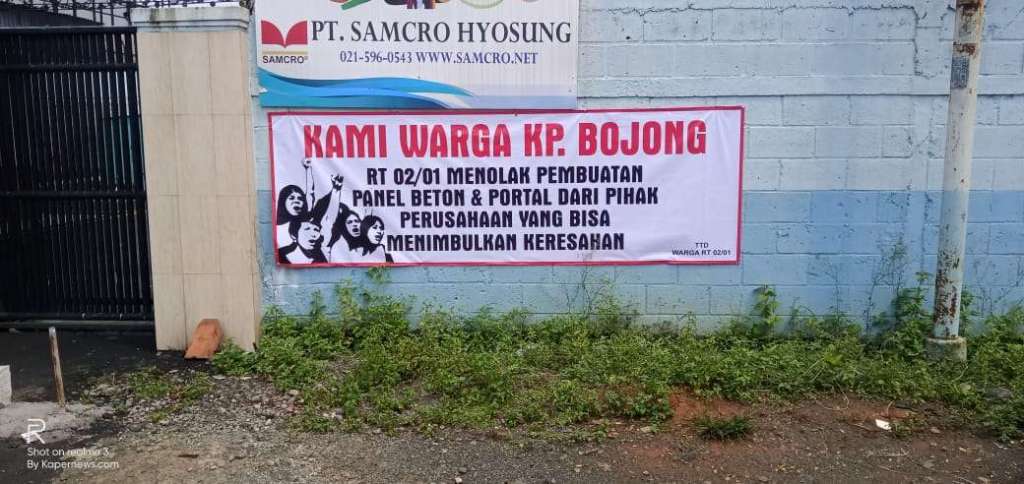 PT. SAMCRO HYOSUNG
SAMCRO
021-596-0543 WWW.SAMCRO.NET
KAMI WARGA KP. BOJONG
RT 02/01 MENOLAK PEMBUATAN
PANEL BETON & PORTAL DARI PIHAK
PERUSAHAAN YANG BISA
MENIMBULKAN KERESAHAN
TTD
WARGA RT 02/01
R
Shot on realme 3
By Kapernews.com